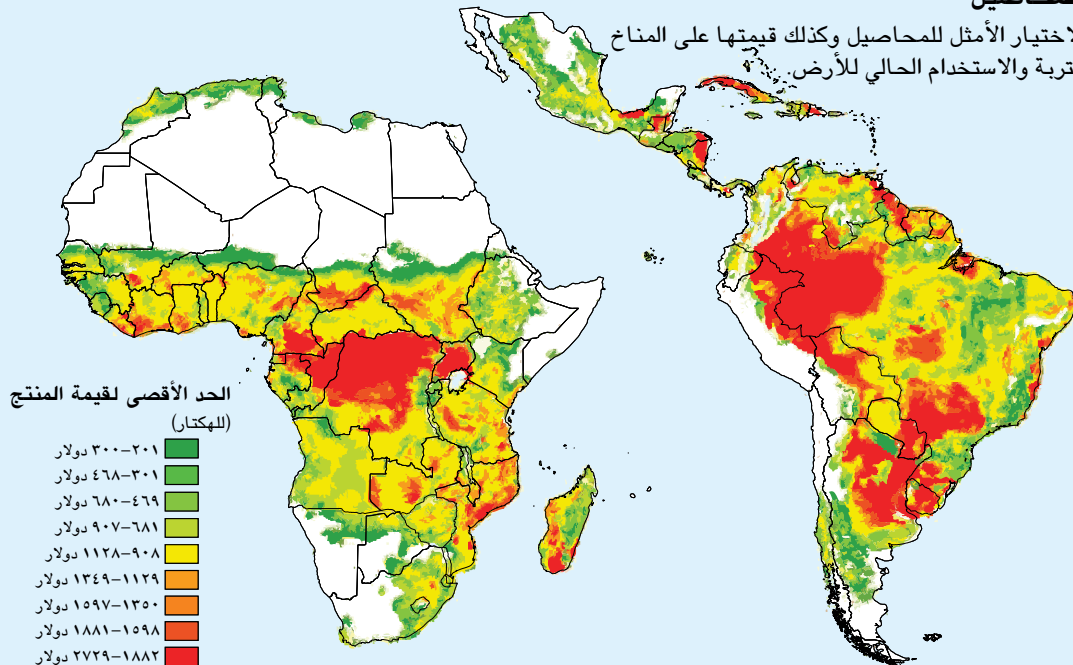 لاختيار الأمثل للمحاصيل وكذلك قيمتها على المناخ
تربة والاستخدام الحالي للأرض.
الحد الأقصى لقيمة المنتج
(للهكتار)
٢٠١–٣٠٠ دولار
٣٠١–٤٦٨ دولار
٤٦٩–٦٨٠ دولار
٦٨١–٩٠٧ دولار
٩٠٨–١١٢٨ دولار
١١٢٩–١٣٤٩ دولار
١٣٥٠–١٥٩٧ دولار
١٥٩٨–١٨٨١ دولار
١٨٨٢–٢٧٢٩ دولار